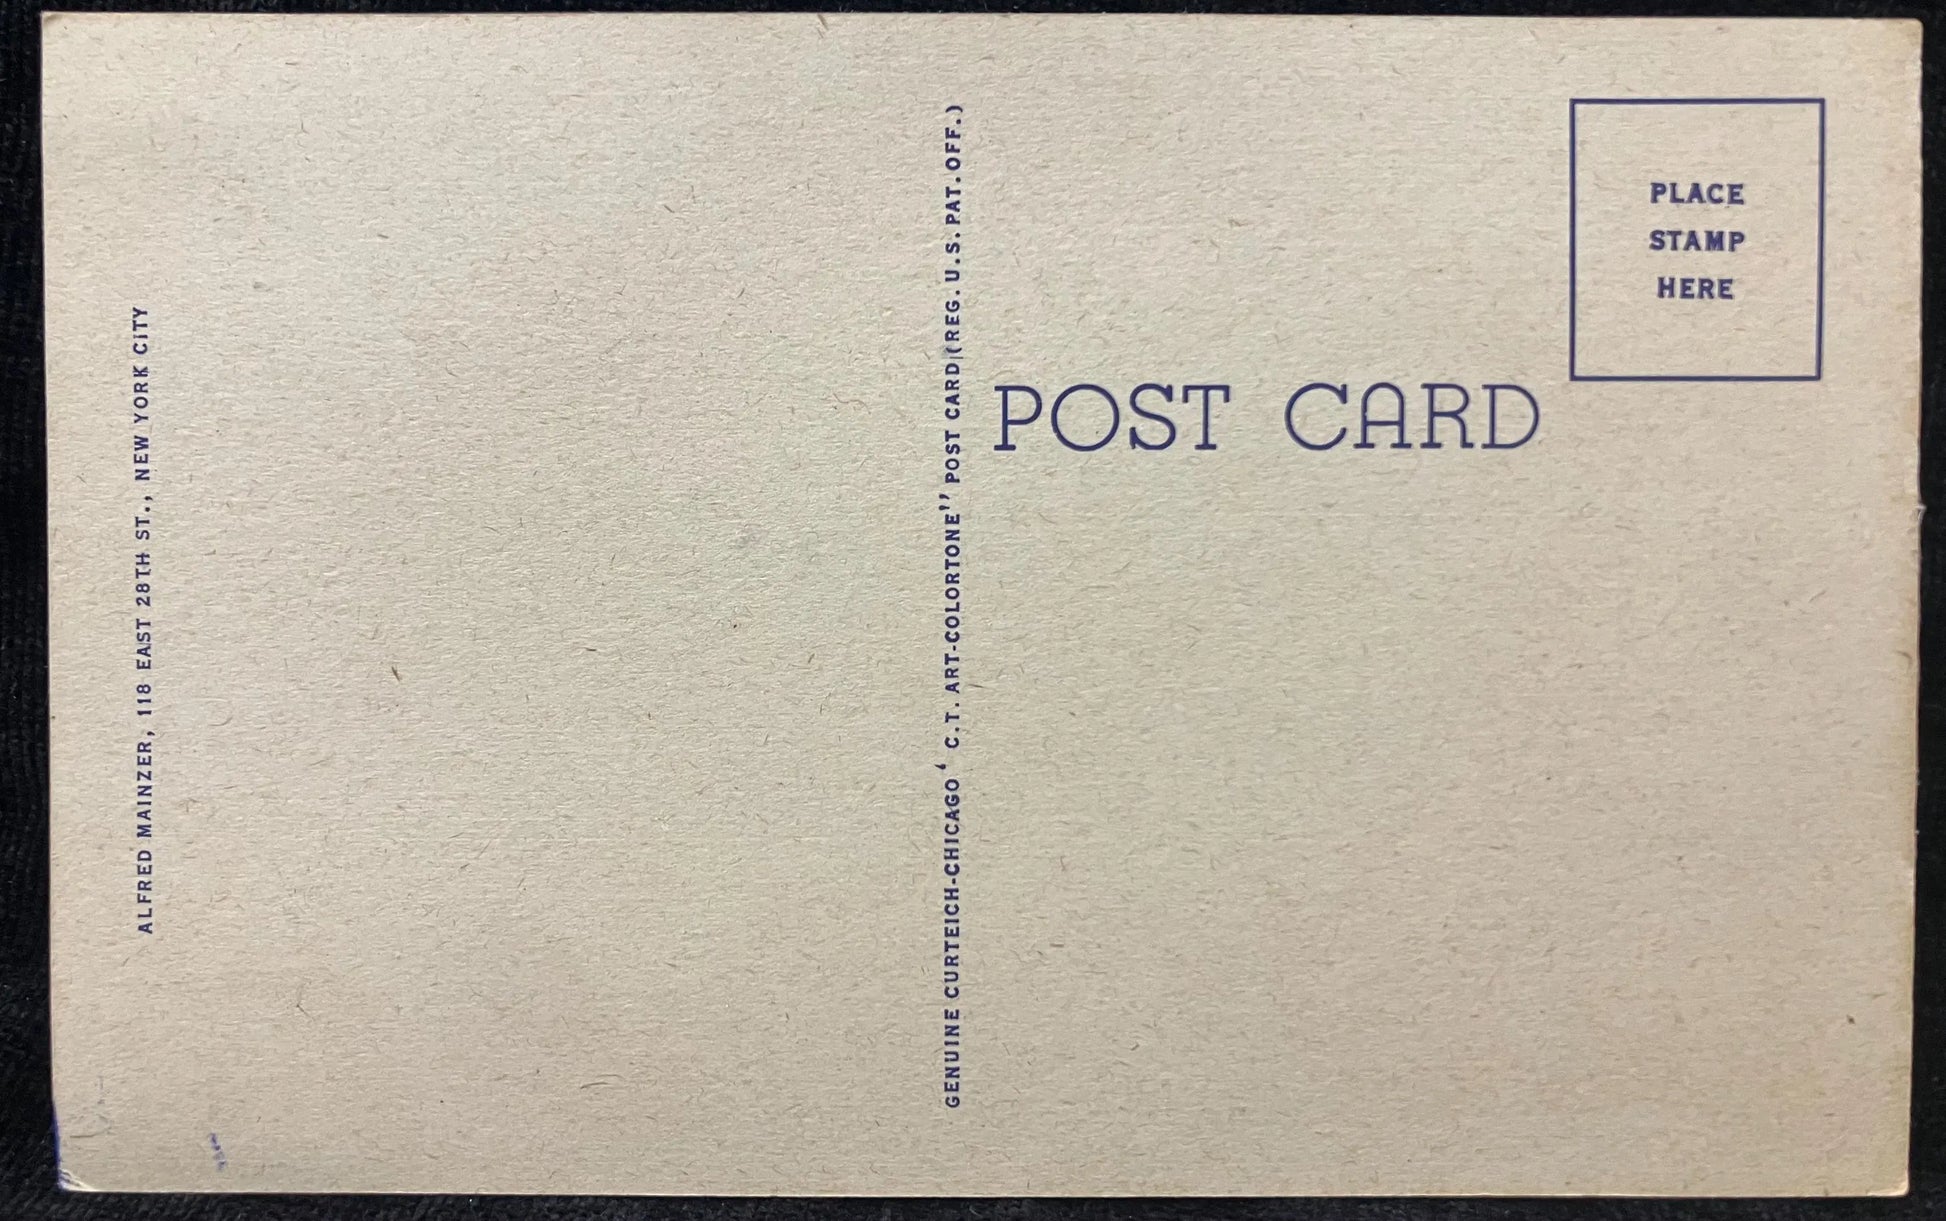 ALFRED MAINZER, 118 EAST 28TH ST., NEW YORK CITY
GENUINE CURTEICH-CHICAGO ‘ C.T. ART-COLORTONE’’ POST CARD (REG. U.S. PAT. OFF.)
POST CARD
PLACE
STAMP
HERE